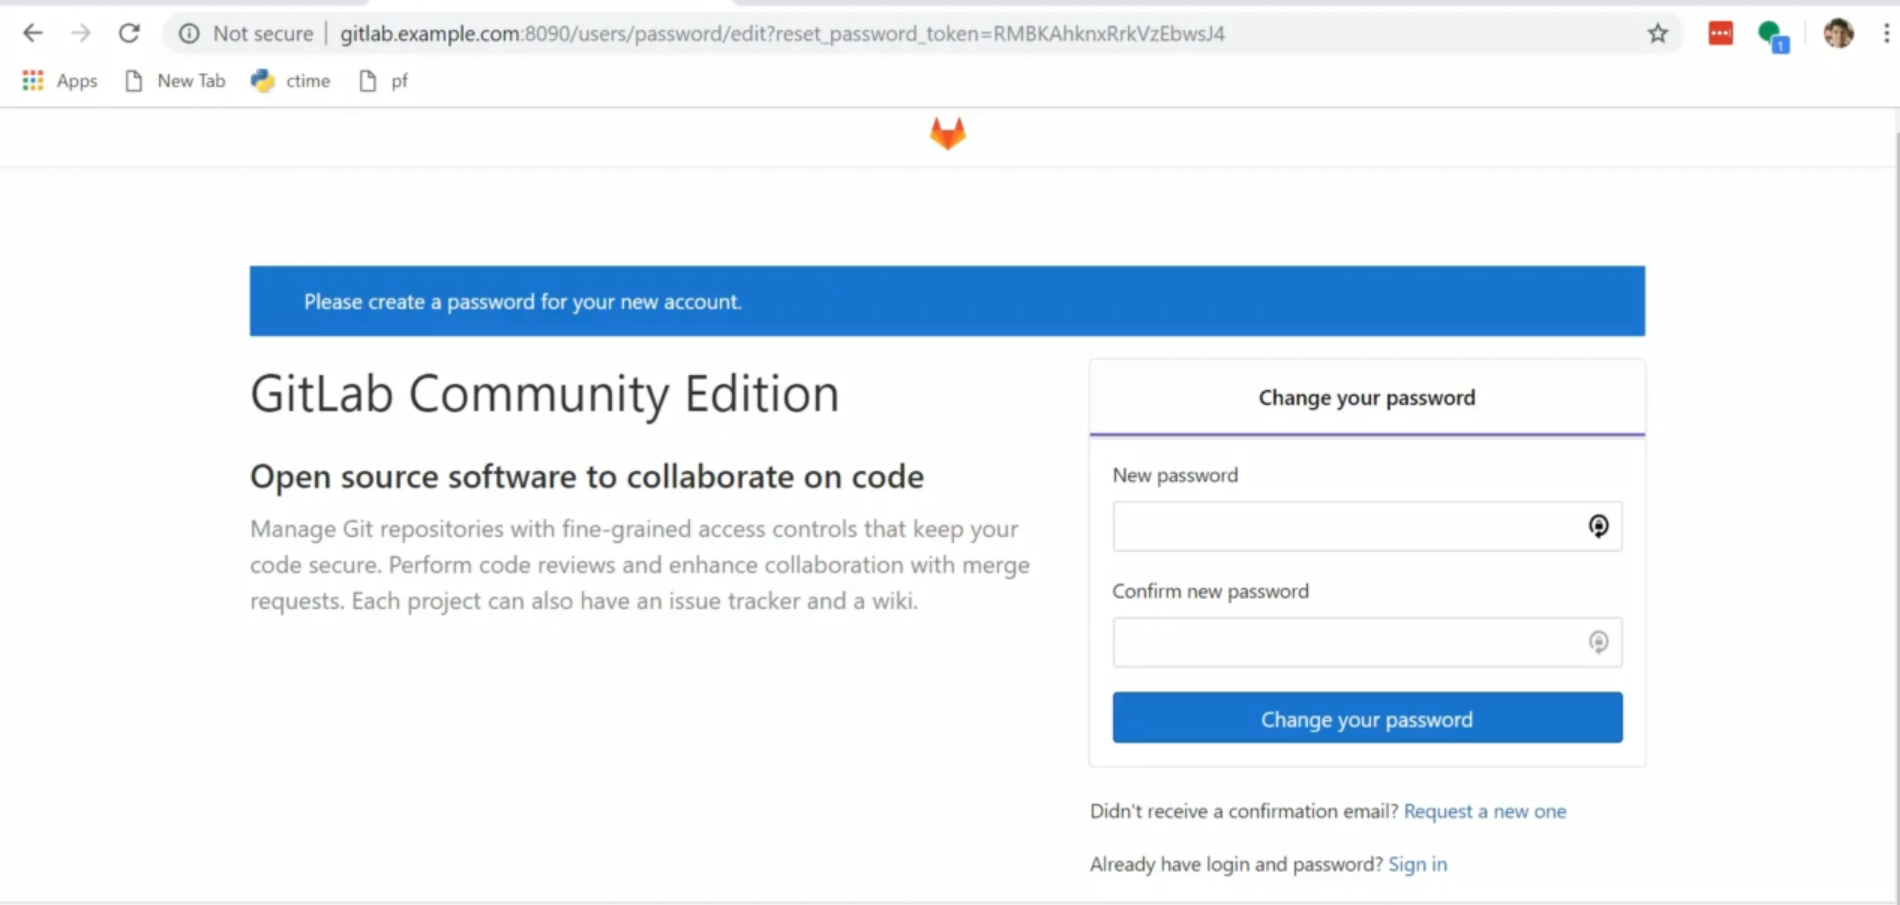 Not secure | gitlab.example.com:8090/users/password/edit?reset_password_token=RMBKAhknxRrkVzEbwsJ4
1
Apps New Tab ctime pf
Please create a password for your new account.
GitLab Community Edition
Open source software to collaborate on code
Manage Git repositories with fine-grained access controls that keep your
code secure. Perform code reviews and enhance collaboration with merge
requests. Each project can also have an issue tracker and a wiki.
Change your password
New password
Confirm new password
Change your password
Didn't receive a confirmation email? Request a new one
Already have login and password? Sign in